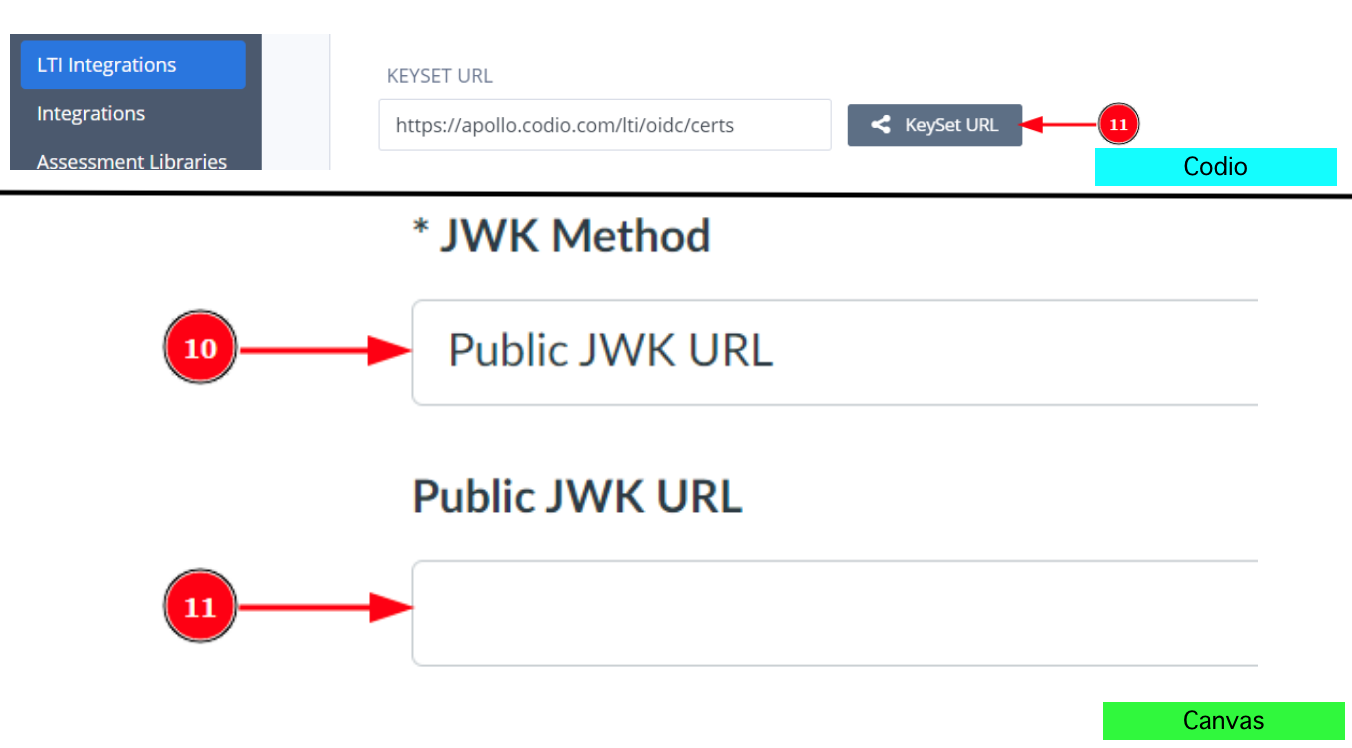 LTI Integrations
KEYSET URL
Integrations
https://apollo.codio.com/lti/oidc/certs
KeySet URL
11
Assessment Libraries
Codio
* JWK Method
10
Public JWK URL
Public JWK URL
11
Canvas